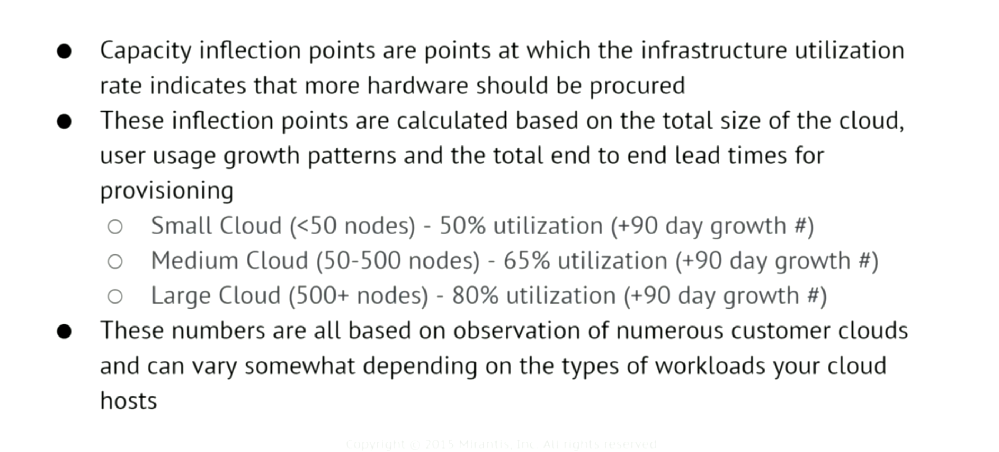 ● Capacity inflection points are points at which the infrastructure utilization
rate indicates that more hardware should be procured
● These inflection points are calculated based on the total size of the cloud,
user usage growth patterns and the total end to end lead times for
provisioning
○ Small Cloud (<50 nodes) - 50% utilization (+90 day growth #)
○ Medium Cloud (50-500 nodes) - 65% utilization (+90 day growth #)
○ Large Cloud (500+ nodes) - 80% utilization (+90 day growth #)
● These numbers are all based on observation of numerous customer clouds
and can vary somewhat depending on the types of workloads your cloud
hosts
Copyright © 2015 Mirantis, Inc. All rights reserved